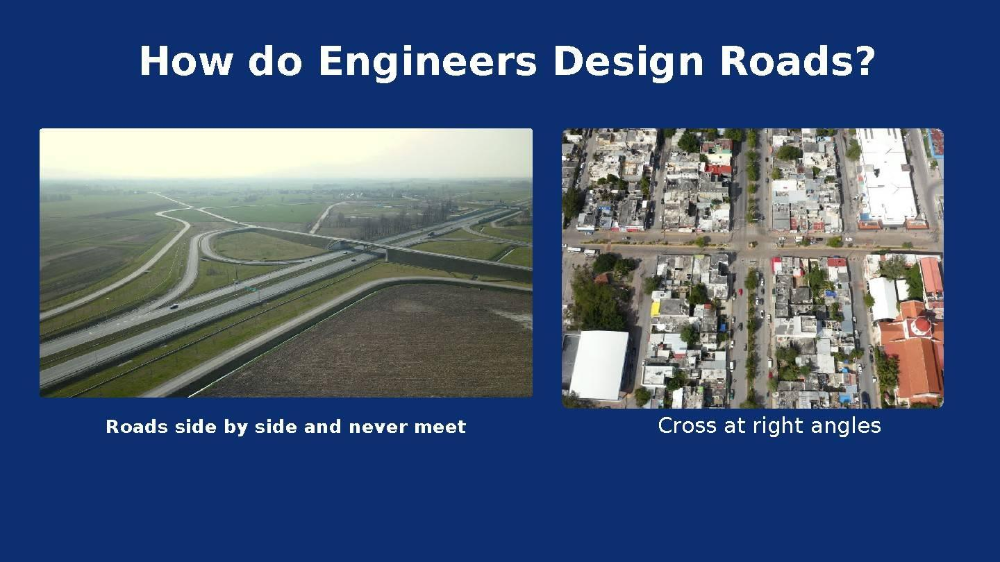 How do Engineers Design Roads?
Roads side by side and never meet
Cross at right angles